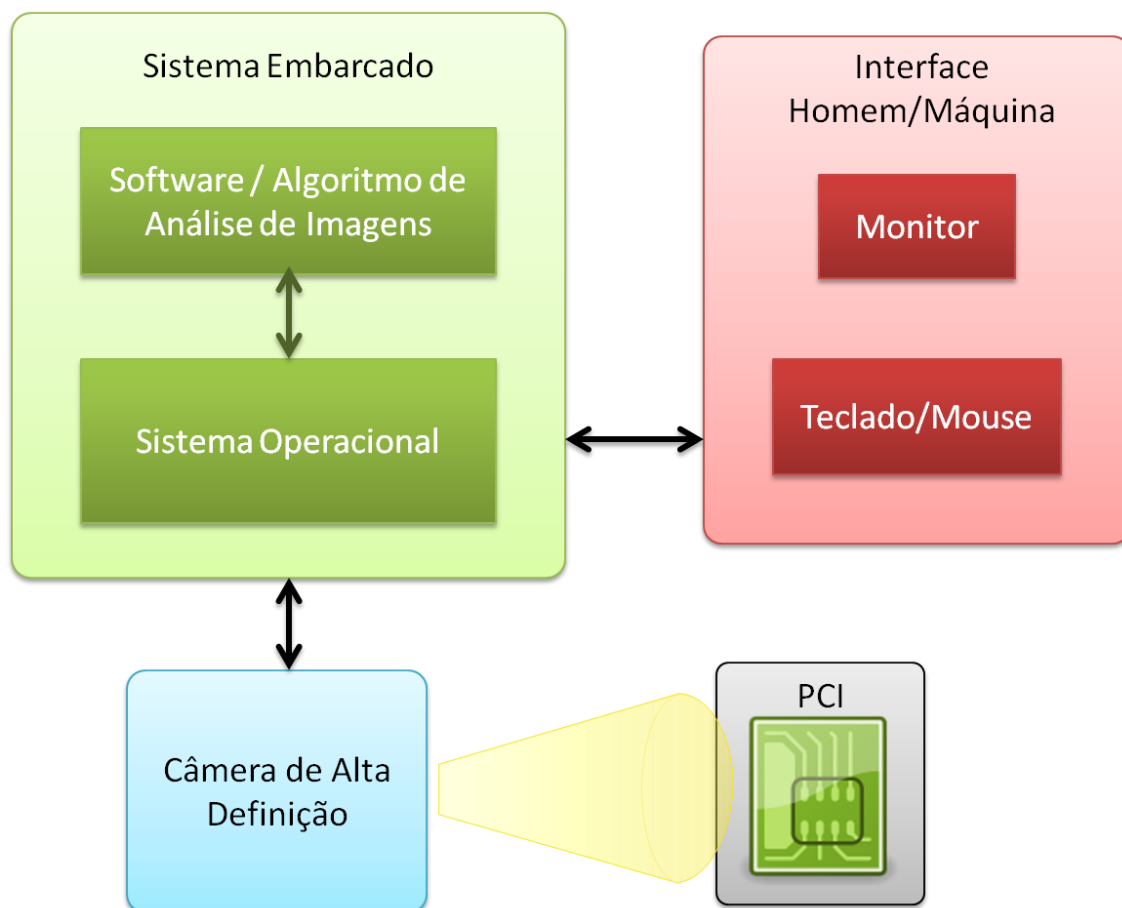 Sistema Embarcado
Software / Algoritmo de
Análise de Imagens
Sistema Operacional
Interface
Homem/Máquina
Monitor
Teclado/Mouse
Câmera de Alta
Definição
PCI